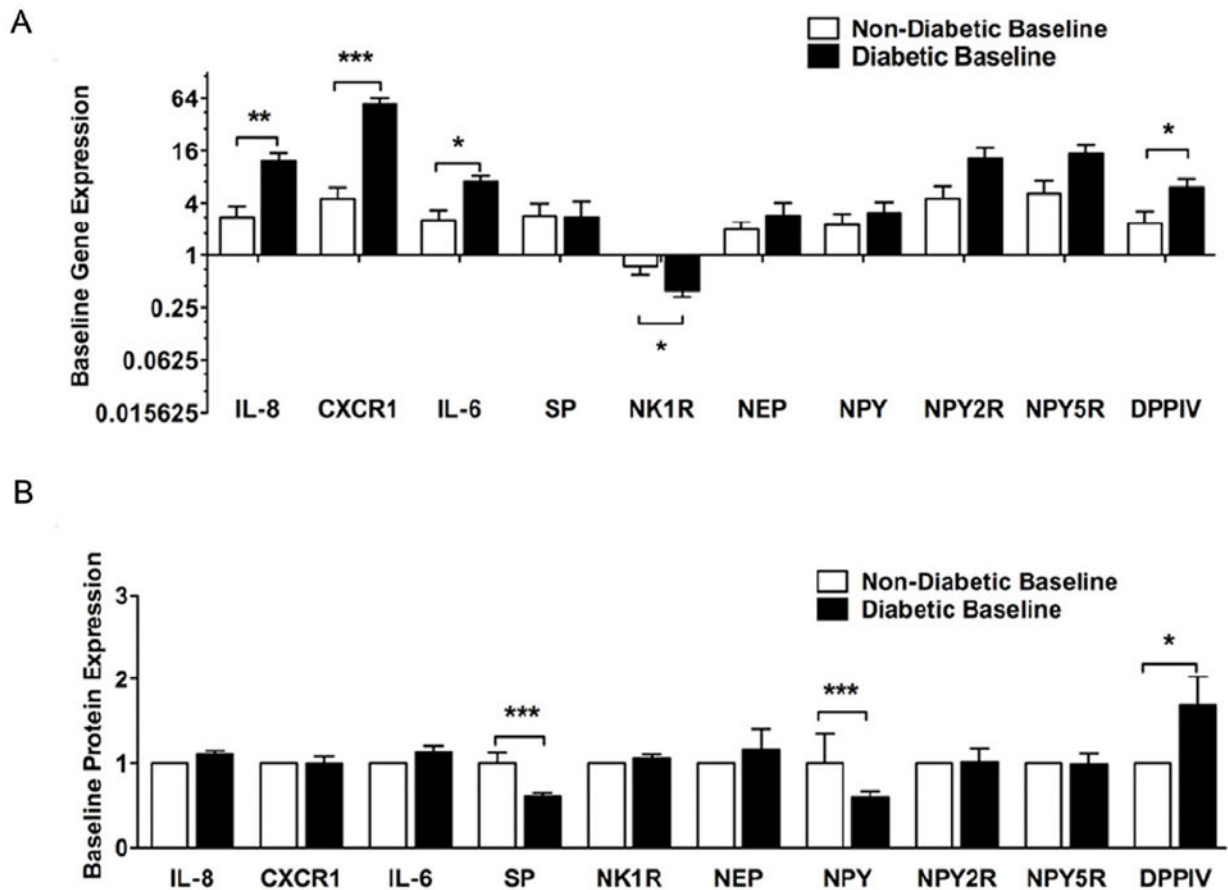 A
Non-Diabetic Baseline
Diabetic Baseline
Baseline Gene Expression
64
16
4
1
0.25
0.0625
0.015625
**
***
*
*
*
IL-8 CXCR1 IL-6 SP NK1R NEP NPY NPY2R NPY5R DPPIV
B
Non-Diabetic Baseline
Diabetic Baseline
Baseline Protein Expression
3
2
1
0
***
***
*
IL-8 CXCR1 IL-6 SP NK1R NEP NPY NPY2R NPY5R DPPIV